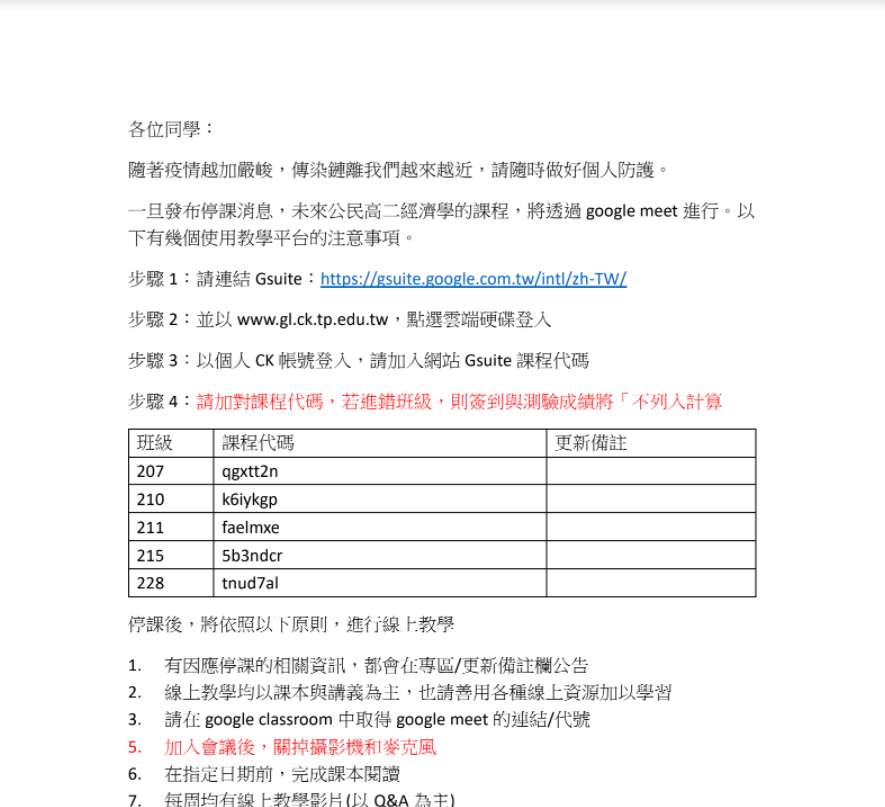 各位同學：
隨著疫情越加嚴峻，傳染鏈離我們越來越近，請隨時做好個人防護。
一旦發布停課消息，未來公民高二經濟學的課程，將透過 google meet 進行。以
下有幾個使用教學平台的注意事項。
步驟 1：請連結 Gsuite：https://gsuite.google.com.tw/intl/zh-TW/
步驟 2：並以 www.gl.ck.tp.edu.tw，點選雲端硬碟登入
步驟 3：以個人 CK 帳號登入，請加入網站 Gsuite 課程代碼
步驟 4：請加對課程代碼，若進錯班級，則簽到與測驗成績將「不列入計算
班級 課程代碼 更新備註
207 qgxtt2n
210 k6iykgp
211 faelmxe
215 5b3ndcr
228 tnud7al
停課後，將依照以下原則，進行線上教學
1. 有因應停課的相關資訊，都會在專區/更新備註欄公告
2. 線上教學均以課本與講義為主，也請善用各種線上資源加以學習
3. 請在 google classroom 中取得 google meet 的連結/代號
5. 加入會議後，關掉攝影機和麥克風
6. 在指定日期前，完成課本閱讀
7. 每周均有線上教學影片(以 Q&A 為主)